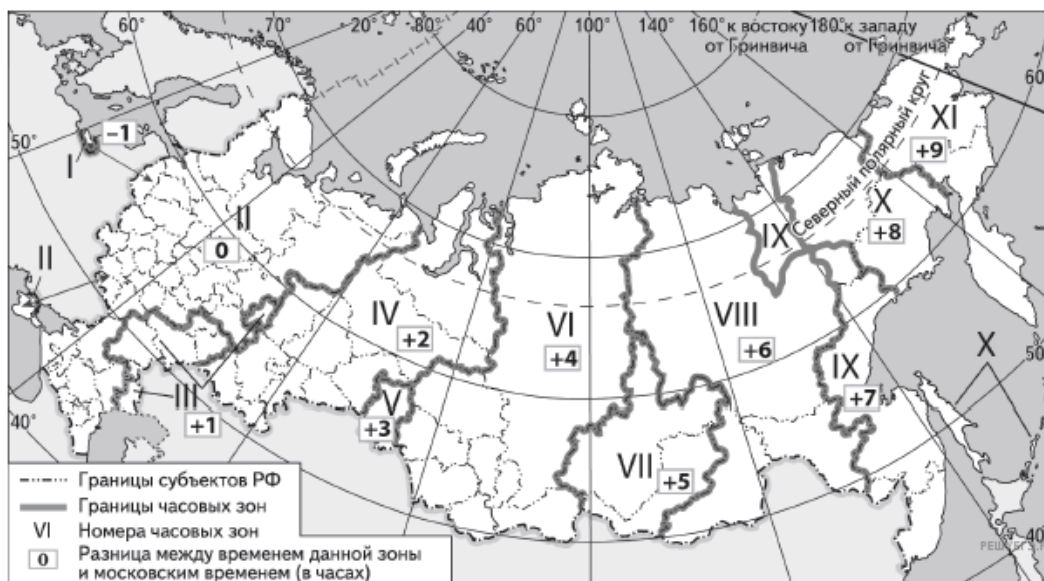 60° 40° 20° 80° 100° 140° 160° к востоку 180° к западу
от Гринвича от Гринвича
60°
50°
–1
I
Северный полярный круг
XI
+9
II
0
X
+8
IX
II
IV
+2
VI
+4
VIII
+6
X
50°
V
+3
IX
+7
III
+1
40°
VII
+5
40°
Границы субъектов РФ
Границы часовых зон
VI Номера часовых зон
0 Разница между временем данной зоны
и московским временем (в часах)